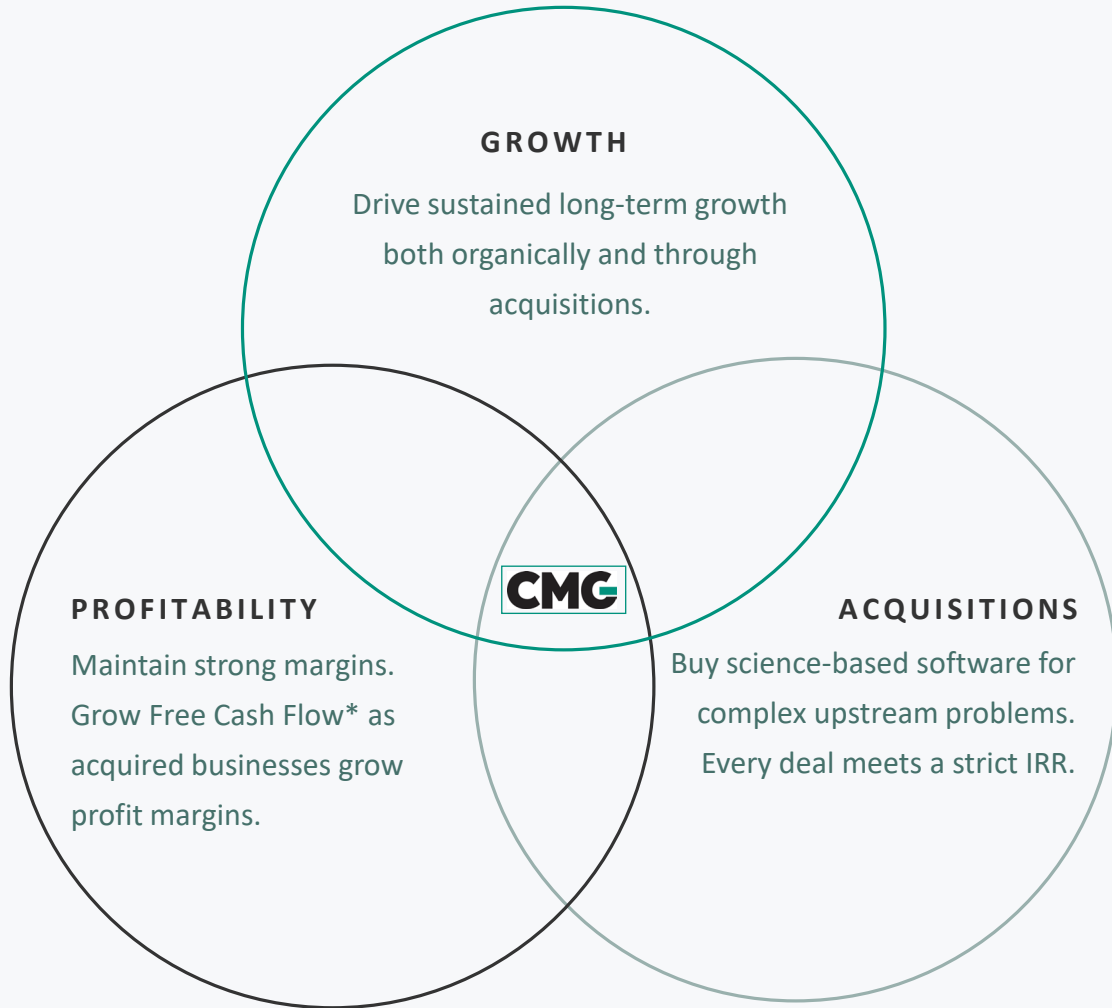 GROWTH
Drive sustained long-term growth
both organically and through
acquisitions.
CMG
PROFITABILITY
Maintain strong margins.
Grow Free Cash Flow* as
acquired businesses grow
profit margins.
ACQUISITIONS
Buy science-based software for
complex upstream problems.
Every deal meets a strict IRR.